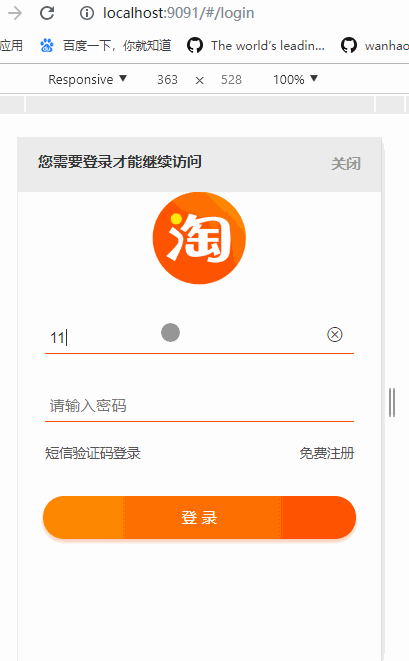 localhost:9091/#/login
应用 百度一下，你就知道 The world's leadin... wanhao
Responsive ▼ 363 × 528 100% ▼
您需要登录才能继续访问 关闭
淘
11
请输入密码
短信验证码登录 免费注册
登 录